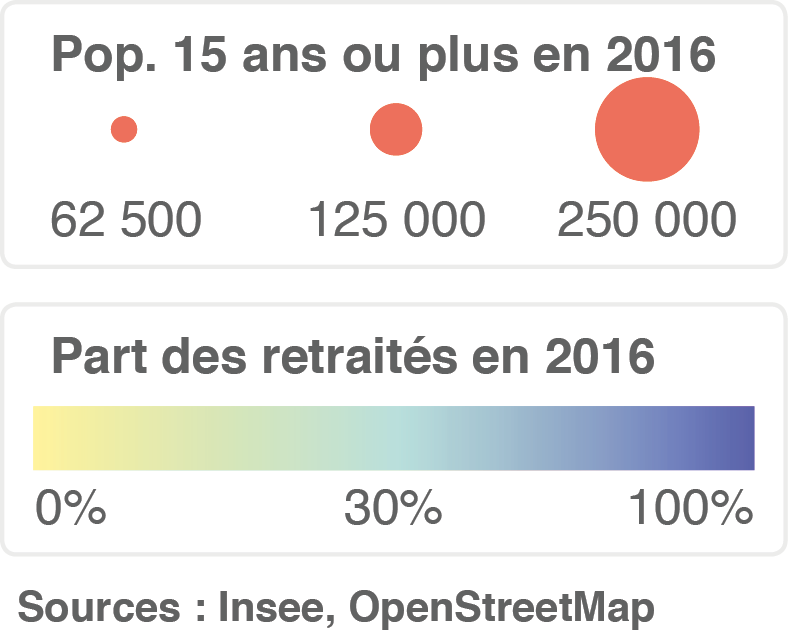 Pop. 15 ans ou plus en 2016
62 500 125 000 250 000
Part des retraités en 2016
0% 30% 100%
Sources : Insee, OpenStreetMap